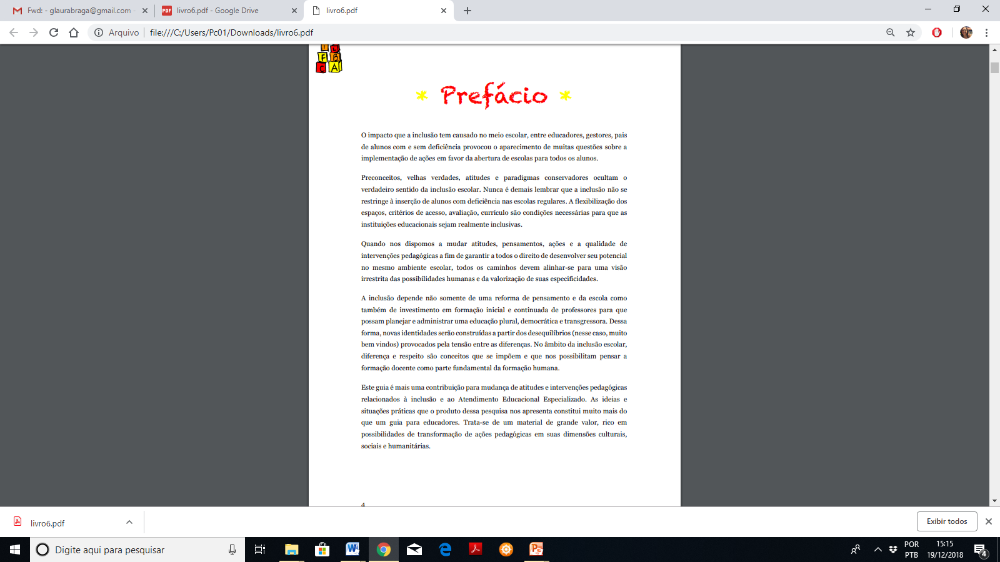 Fwd: - glaurabraga@gmail.com -
livro6.pdf - Google Drive
livro6.pdf
Arquivo
file:///C:/Users/Pc01/Downloads/livro6.pdf
F B
C A
* Prefácio *
O impacto que a inclusão tem causado no meio escolar, entre educadores, gestores, pais
de alunos com e sem deficiência provocou o aparecimento de muitas questões sobre a
implementação de ações em favor da abertura de escolas para todos os alunos.
Preconceitos, velhas verdades, atitudes e paradigmas conservadores ocultam o
verdadeiro sentido da inclusão escolar. Nunca é demais lembrar que a inclusão não se
restringe à inserção de alunos com deficiência nas escolas regulares. A flexibilização dos
espaços, critérios de acesso, avaliação, currículo são condições necessárias para que as
instituições educacionais sejam realmente inclusivas.
Quando nos dispomos a mudar atitudes, pensamentos, ações e a qualidade de
intervenções pedagógicas a fim de garantir a todos o direito de desenvolver seu potencial
no mesmo ambiente escolar, todos os caminhos devem alinhar-se para uma visão
irrestrita das possibilidades humanas e da valorização de suas especificidades.
A inclusão depende não somente de uma reforma de pensamento e da escola como
também de investimento em formação inicial e continuada de professores para que
possam planejar e administrar uma educação plural, democrática e transgressora. Dessa
forma, novas identidades serão construídas a partir dos desequilíbrios (nesse caso, muito
bem vindos) provocados pela tensão entre as diferenças. No âmbito da inclusão escolar,
diferença e respeito são conceitos que se impõem e que nos possibilitam pensar a
formação docente como parte fundamental da formação humana.
Este guia é mais uma contribuição para mudança de atitudes e intervenções pedagógicas
relacionados à inclusão e ao Atendimento Educacional Especializado. As ideias e
situações práticas que o produto dessa pesquisa nos apresenta constitui muito mais do
que um guia para educadores. Trata-se de um material de grande valor, rico em
possibilidades de transformação de ações pedagógicas em suas dimensões culturais,
sociais e humanitárias.
4
livro6.pdf
Exibir todos
Digite aqui para pesquisar
POR
PTB
15:15
19/12/2018
4